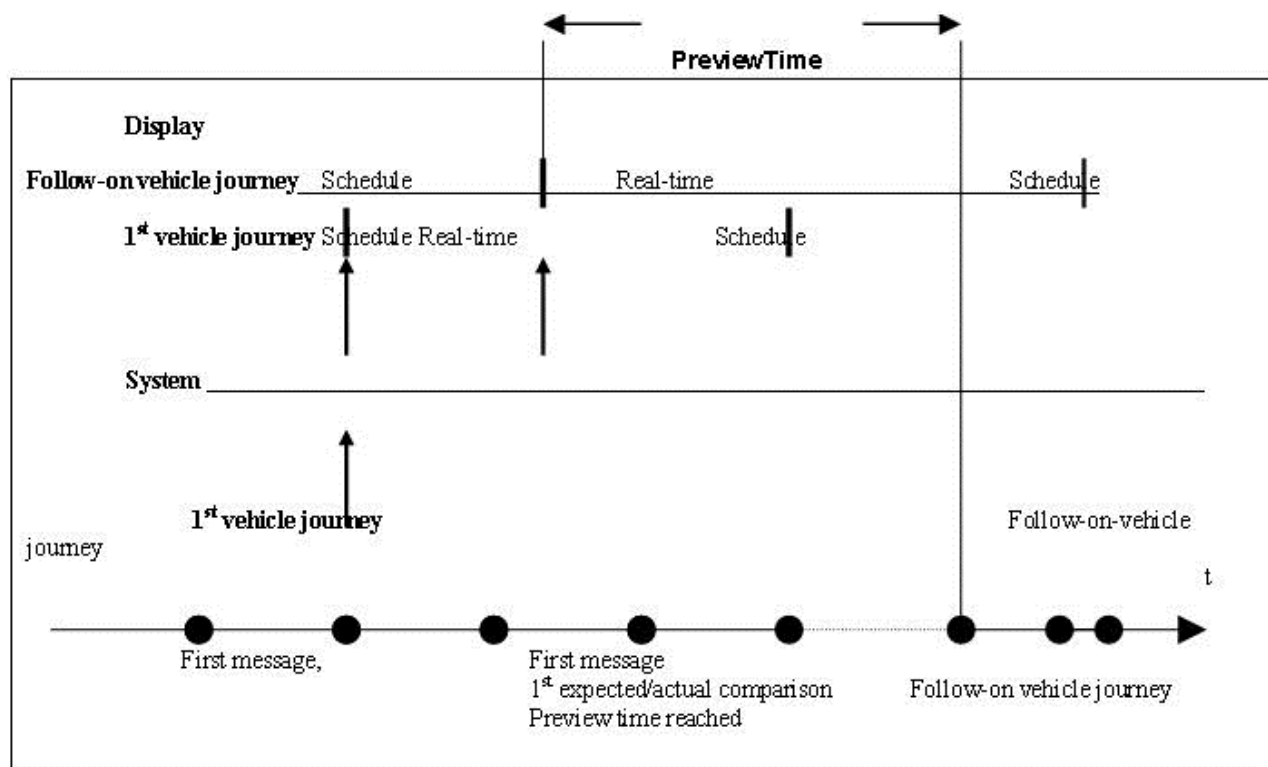 PreviewTime
Display
Follow-on vehicle journey Schedule Real-time Schedule
1st vehicle journey Schedule Real-time Schedule
System
1st vehicle journey Follow-on-vehicle
journey
t
First message, First message
1st expected/actual comparison Follow-on vehicle journey
Preview time reached